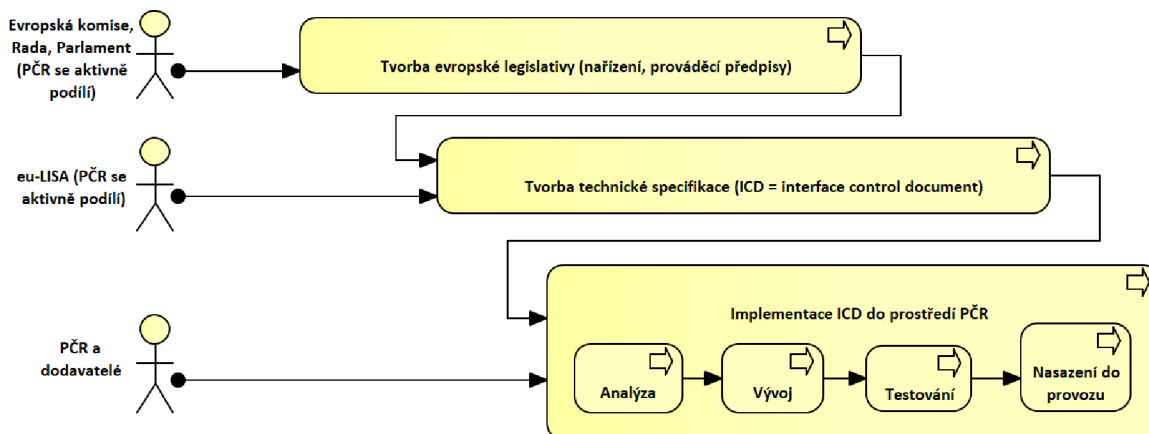 Evropská komise,
Rada, Parlament
(PČR se aktivně
podílí)
Tvorba evropské legislativy (nařízení, prováděcí předpisy)
eu-LISA (PČR se
aktivně podílí)
Tvorba technické specifikace (ICD = interface control document)
PČR a
dodavatelé
Implementace ICD do prostředí PČR
Analýza
Vývoj
Testování
Nasazení do
provozu